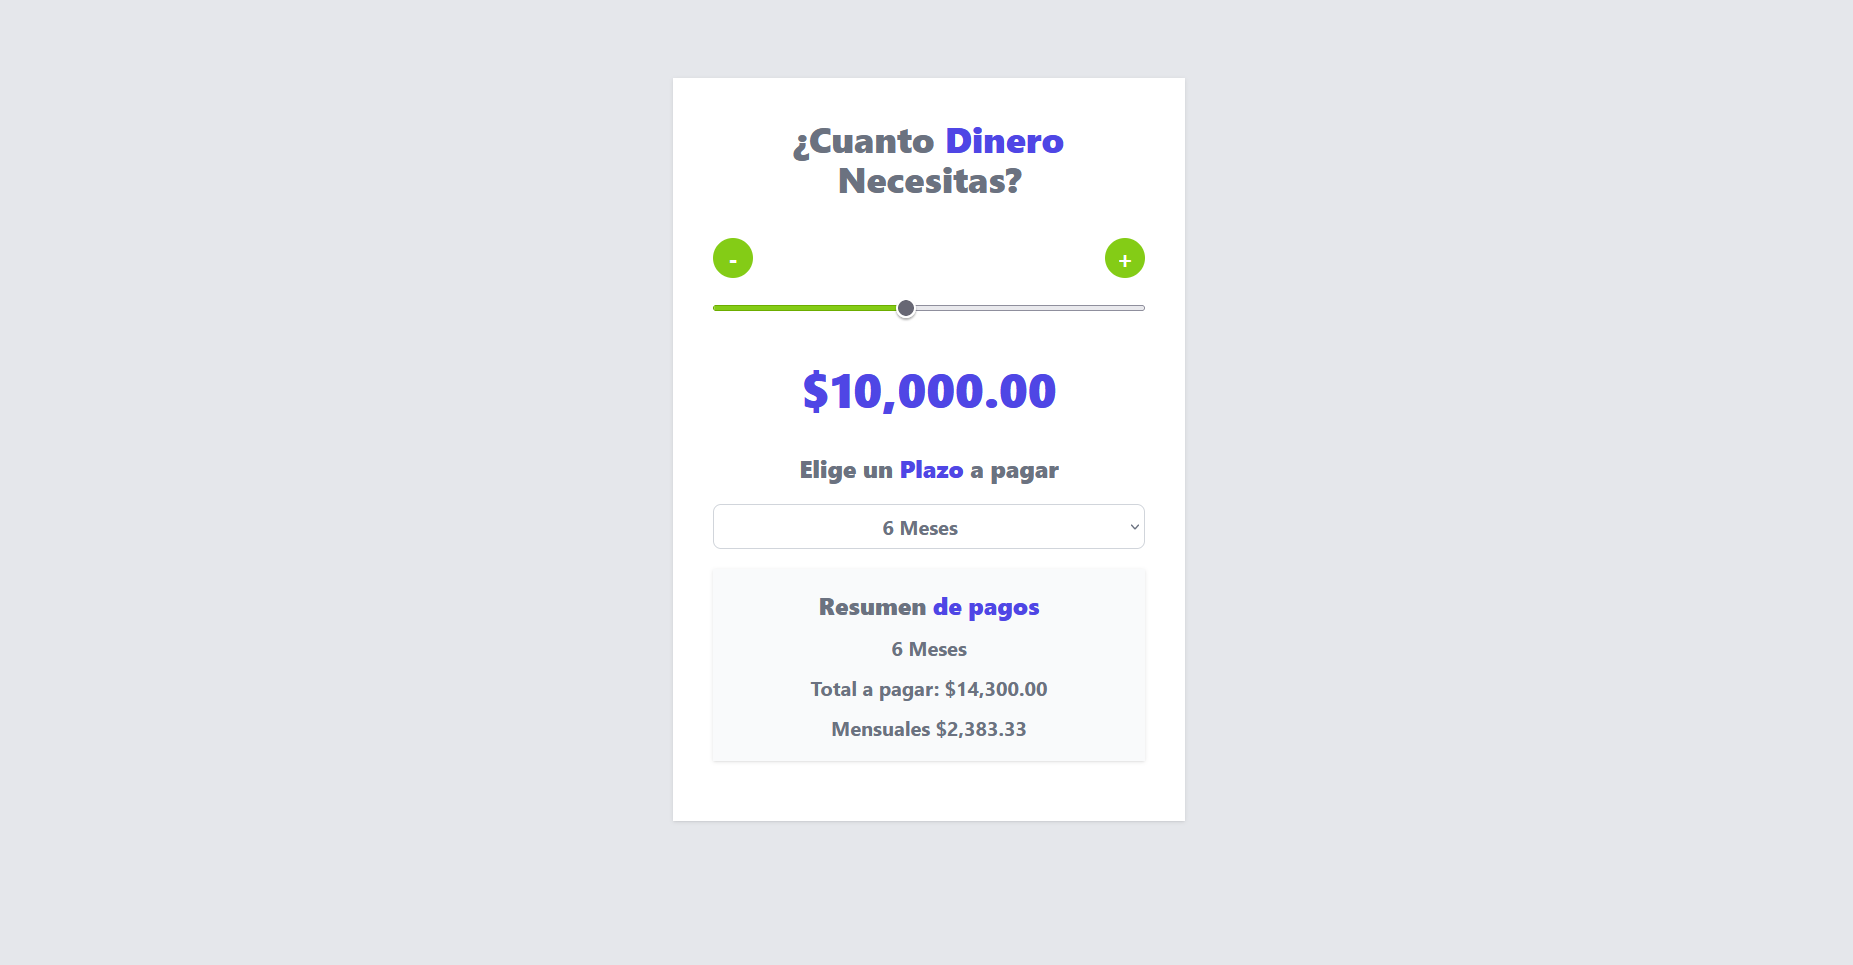 ¿Cuanto Dinero
Necesitas?
- +
$10,000.00
Elige un Plazo a pagar
6 Meses
Resumen de pagos
6 Meses
Total a pagar: $14,300.00
Mensuales $2,383.33